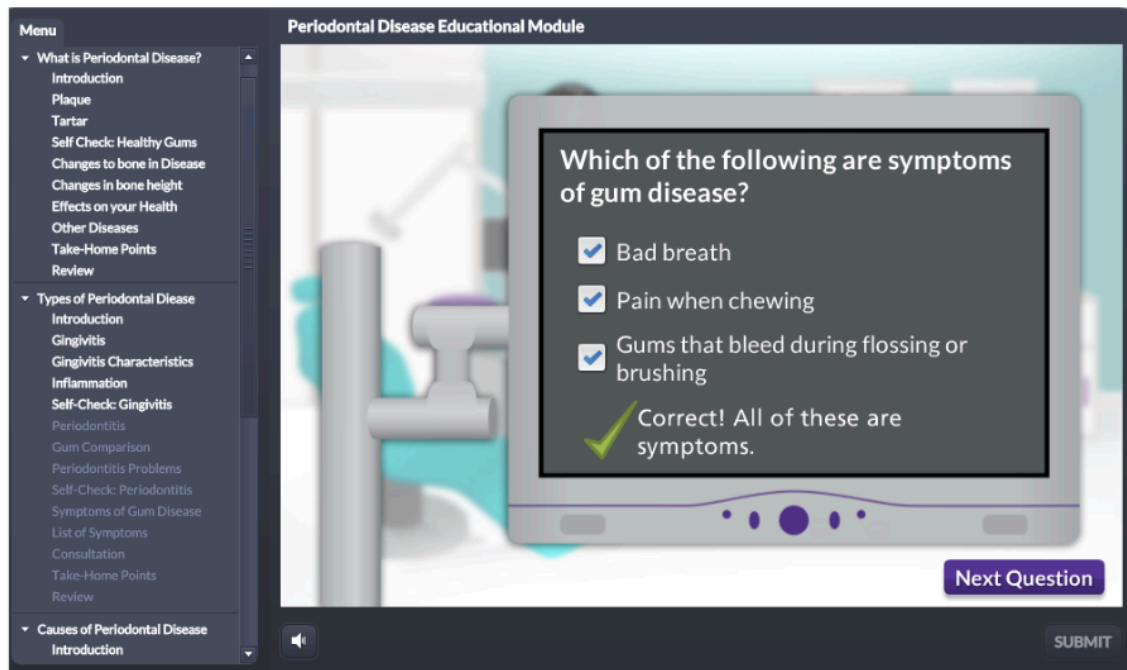 Menu
What is Periodontal Disease?
Introduction
Plaque
Tartar
Self Check: Healthy Gums
Changes to bone in Disease
Changes in bone height
Effects on your Health
Other Diseases
Take-Home Points
Review
Types of Periodontal Diease
Introduction
Gingivitis
Gingivitis Characteristics
Inflammation
Self-Check: Gingivitis
Periodontitis
Gum Comparison
Periodontitis Problems
Self-Check: Periodontitis
Symptoms of Gum Disease
List of Symptoms
Consultation
Take-Home Points
Review
Causes of Periodontal Disease
Introduction
Periodontal Disease Educational Module
Which of the following are symptoms
of gum disease?
Bad breath
Pain when chewing
Gums that bleed during flossing or
brushing
Correct! All of these are
symptoms.
Next Question
SUBMIT